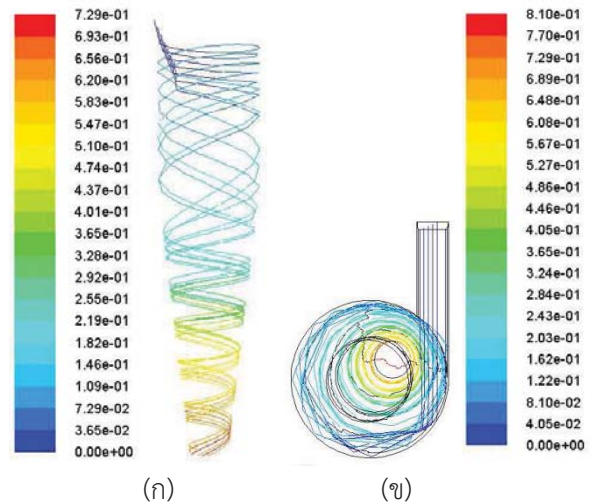 7.29e-01
6.93e-01
6.56e-01
6.20e-01
5.83e-01
5.47e-01
5.10e-01
4.74e-01
4.37e-01
4.01e-01
3.65e-01
3.28e-01
2.92e-01
2.55e-01
2.19e-01
1.82e-01
1.46e-01
1.09e-01
7.29e-02
3.65e-02
0.00e+00
(ก)
8.10e-01
7.70e-01
7.29e-01
6.89e-01
6.48e-01
6.08e-01
5.67e-01
5.27e-01
4.86e-01
4.46e-01
4.05e-01
3.65e-01
3.24e-01
2.84e-01
2.43e-01
2.03e-01
1.62e-01
1.22e-01
8.10e-02
4.05e-02
0.00e+00
(ข)